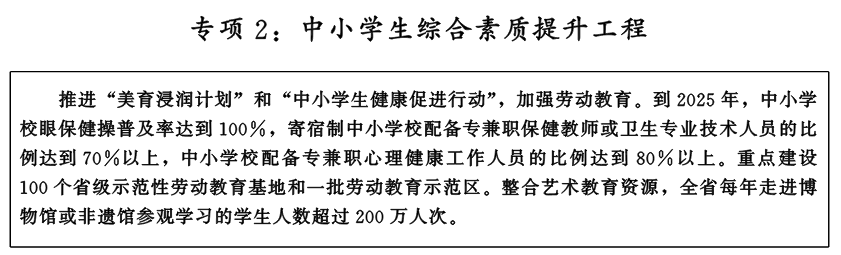 专项 2：中小学生综合素质提升工程
推进“美育浸润计划”和“中小学生健康促进行动”，加强劳动教育。到 2025 年，中小学
校眼保健操普及率达到 100%，寄宿制中小学校配备专兼职保健教师或卫生专业技术人员的比
例达到 70%以上，中小学校配备专兼职心理健康工作人员的比例达到 80%以上。重点建设
100 个省级示范性劳动教育基地和一批劳动教育示范区。整合艺术教育资源，全省每年走进博
物馆或非遗馆参观学习的学生人数超过 200 万人次。